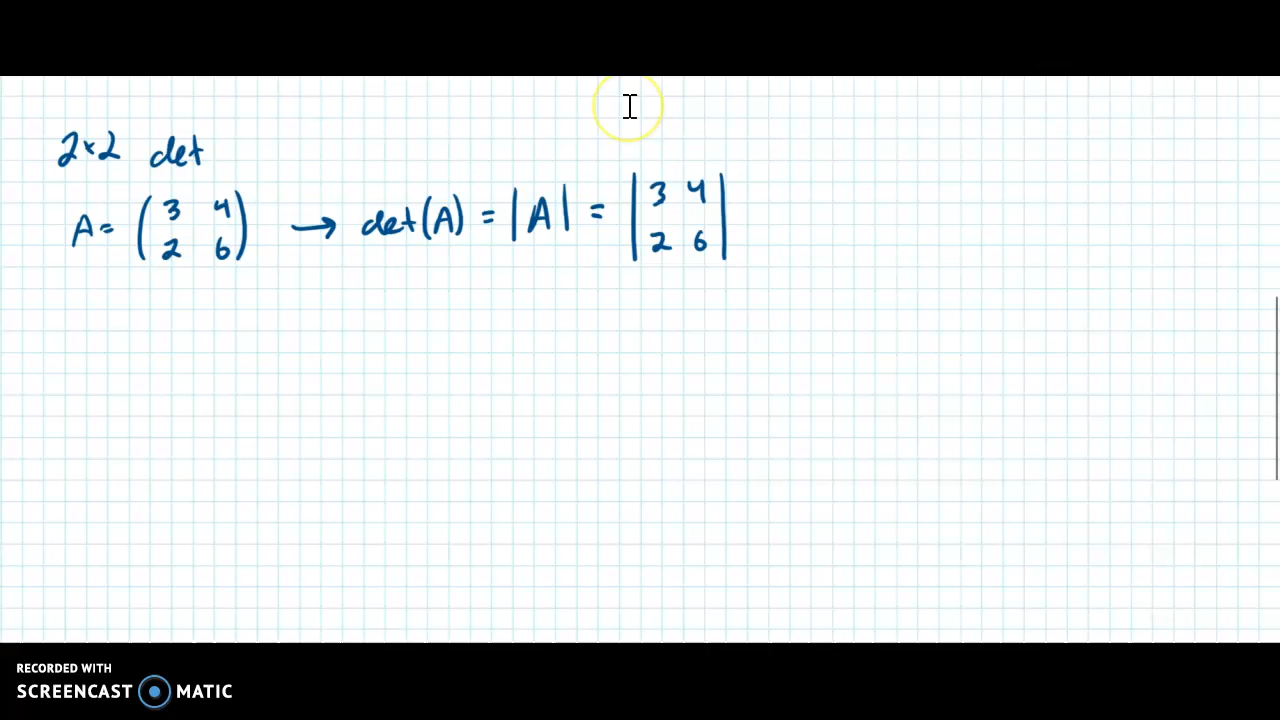 2×2 det
A = (3 4
2 6) → det(A) = |A| = |3 4
2 6|
RECORDED WITH
SCREENCAST MATIC